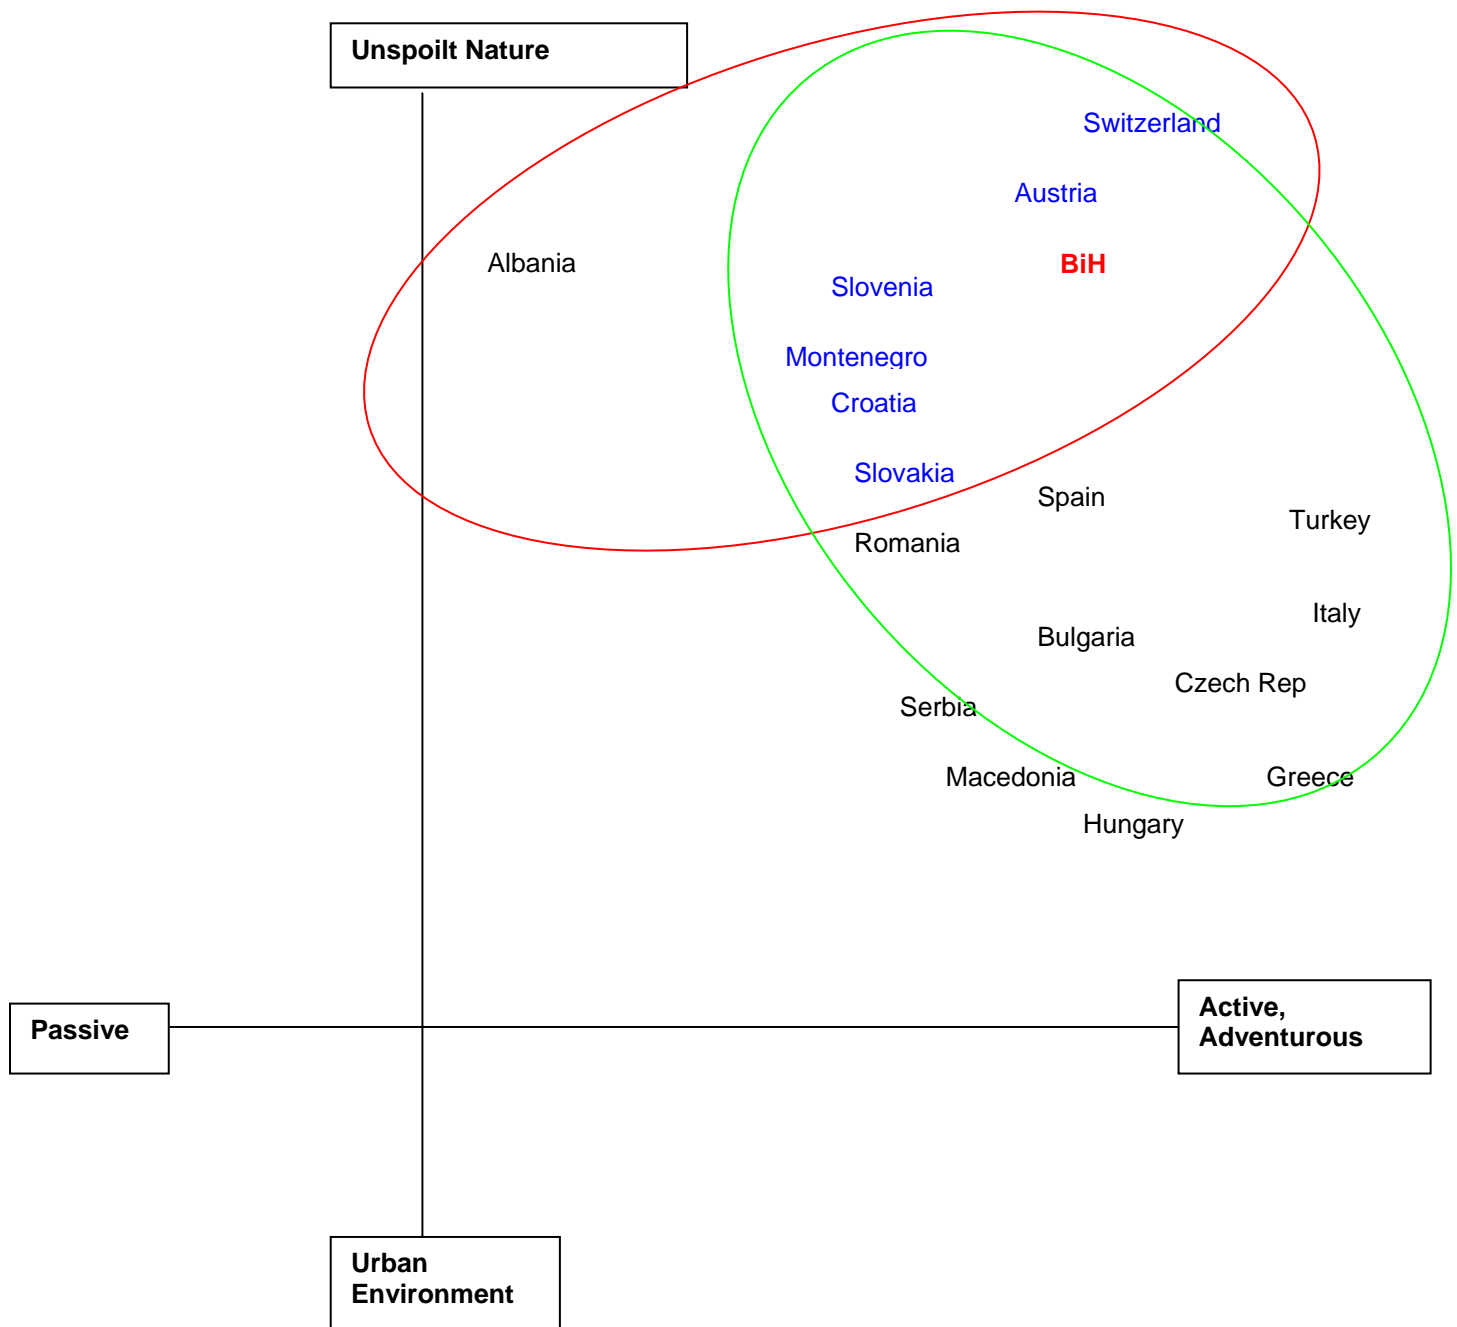 Unspoilt Nature
Switzerland
Austria
Albania
BiH
Slovenia
Montenegro
Croatia
Slovakia
Spain
Turkey
Romania
Italy
Bulgaria
Czech Rep
Serbia
Macedonia
Greece
Hungary
Passive
Active,
Adventurous
Urban
Environment